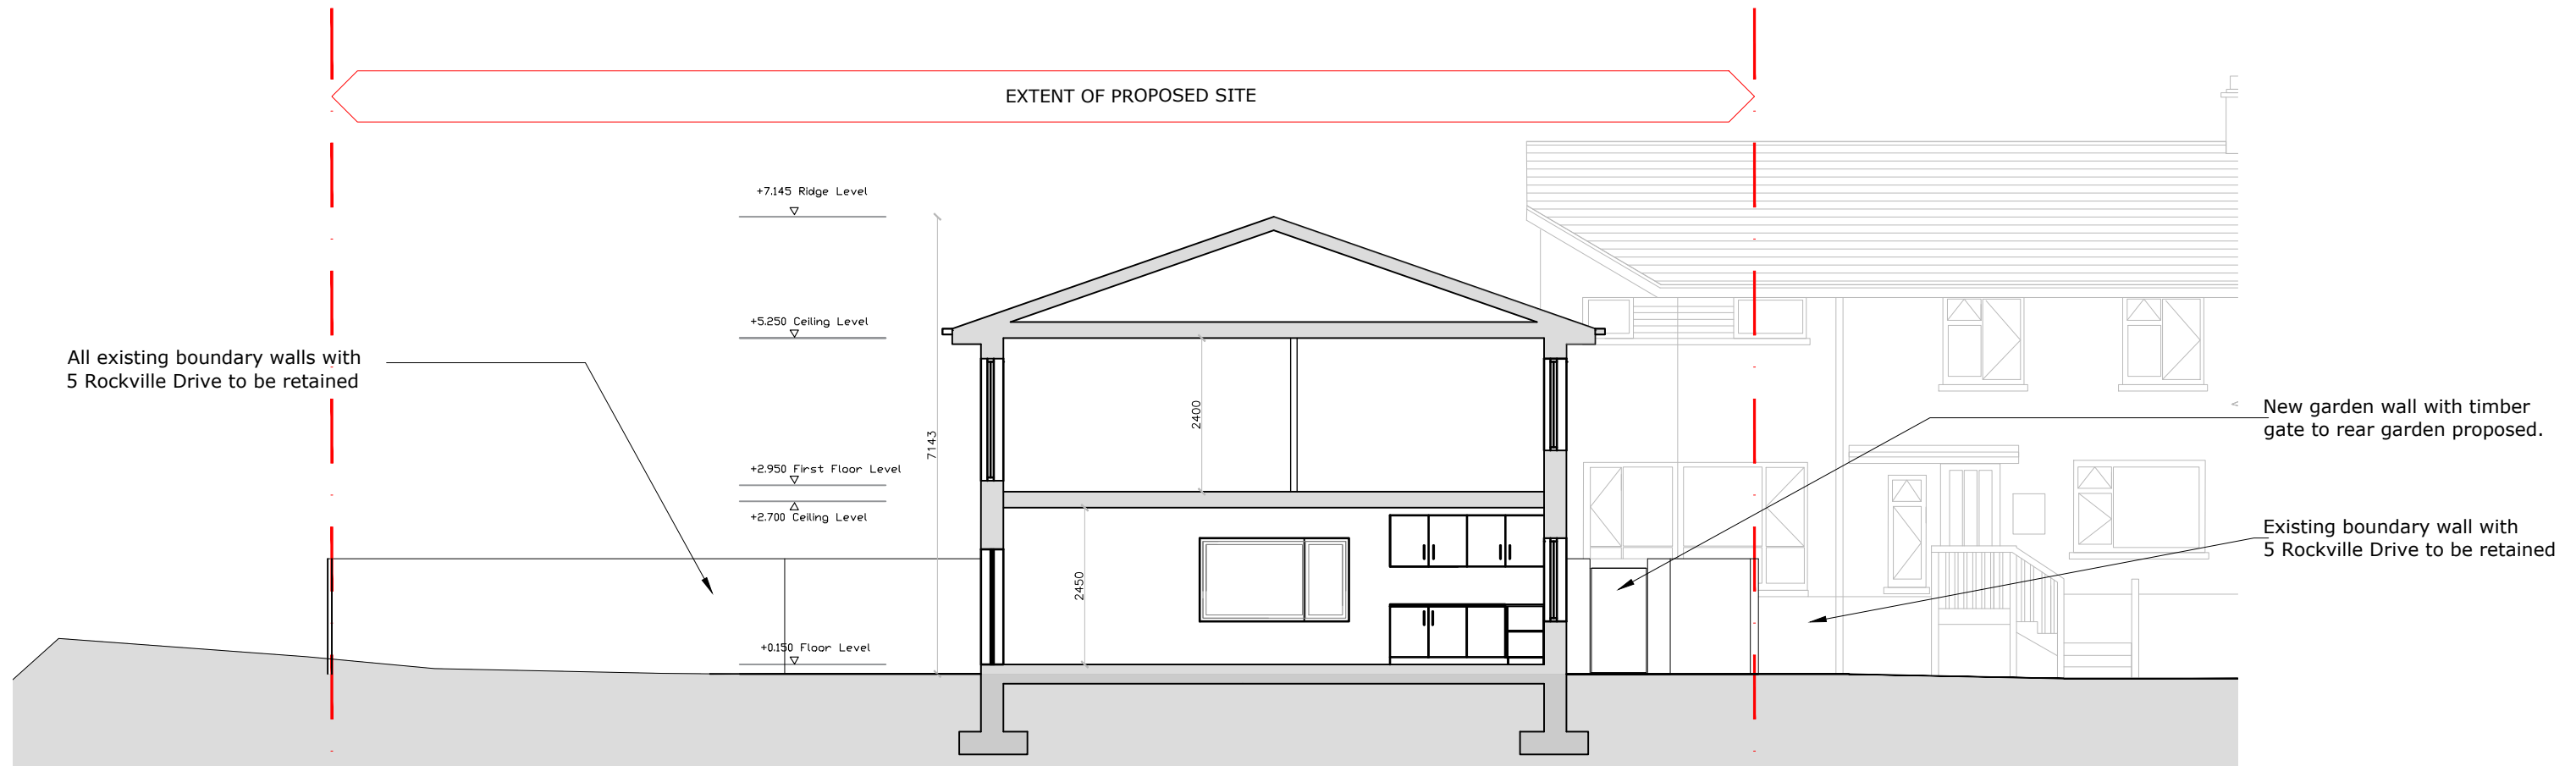 EXTENT OF PROPOSED SITE
+7.145 Ridge Level
+5.250 Ceiling Level
All existing boundary walls with
5 Rockville Drive to be retained
2400
7143
New garden wall with timber
gate to rear garden proposed.
+2.950 First Floor Level
+2.700 Ceiling Level
Existing boundary wall with
5 Rockville Drive to be retained
2450
+0.150 Floor Level